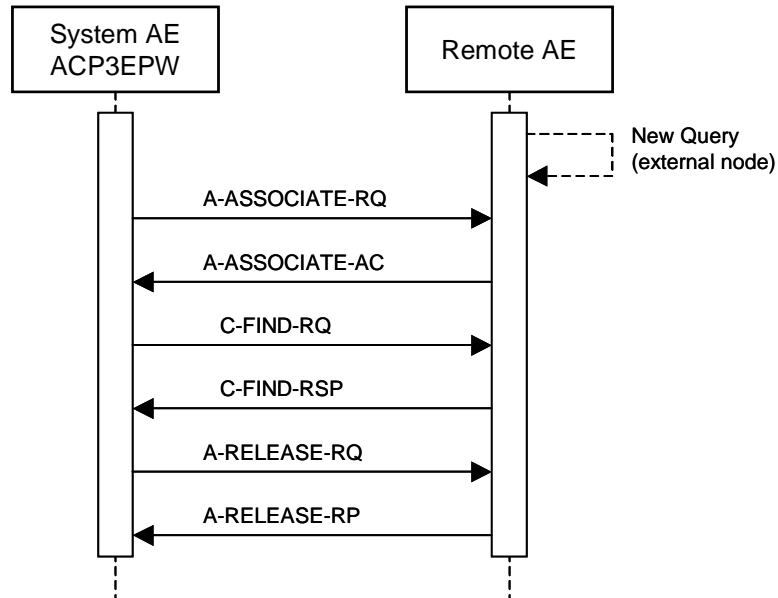 System AE
ACP3EPW
Remote AE
New Query
(external node)
A-ASSOCIATE-RQ
A-ASSOCIATE-AC
C-FIND-RQ
C-FIND-RSP
A-RELEASE-RQ
A-RELEASE-RP